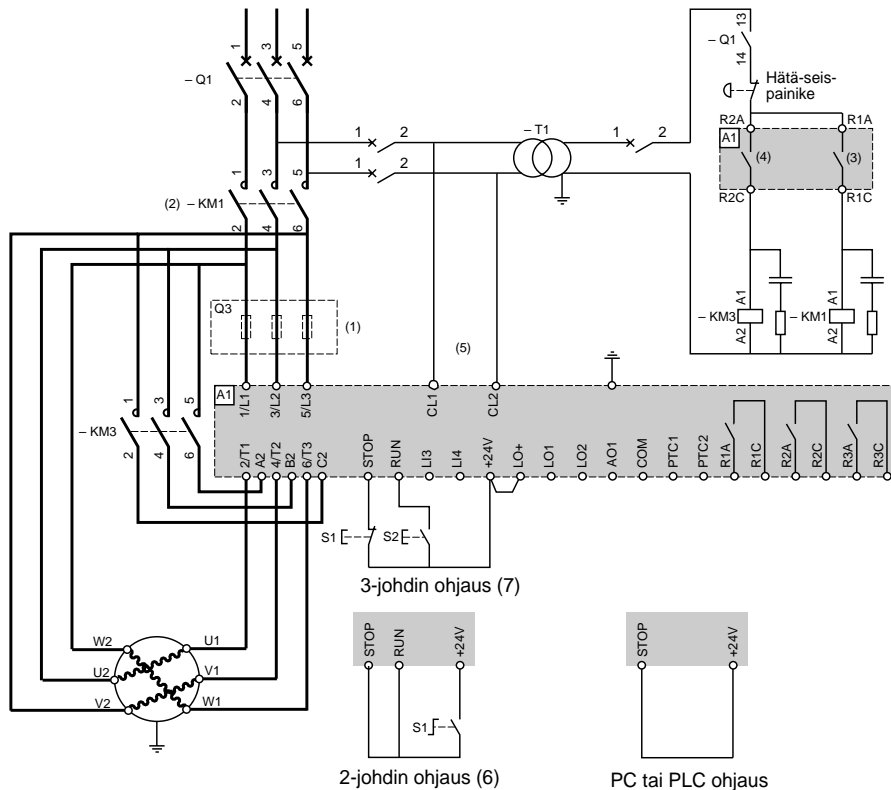 1 3 5
– Q1
2 4 6
13
– Q1
14
Hätä-seis-
painike
R2A R1A
A1
(4) (3)
R2C R1C
1 2
– T1
1 2
1 2
1 3 5
(2) – KM1
2 4 6
A1 A1
– KM3 – KM1
A2 A2
Q3
(1)
(5)
A1
1/L1 3/L2 5/L3 CL1 CL2
1 3 5
– KM3
2 4 6
2/T1 A2 4/T2 B2 6/T3 C2 STOP RUN LI3 LI4 +24V LO+ LO1 LO2 AO1 COM PTC1 PTC2 R1A R1C R2A R2C R3A R3C
S1 S2
3-johdin ohjaus (7)
W2 U1
U2 V1
V2 W1
STOP RUN +24V
S1
2-johdin ohjaus (6)
STOP +24V
PC tai PLC ohjaus